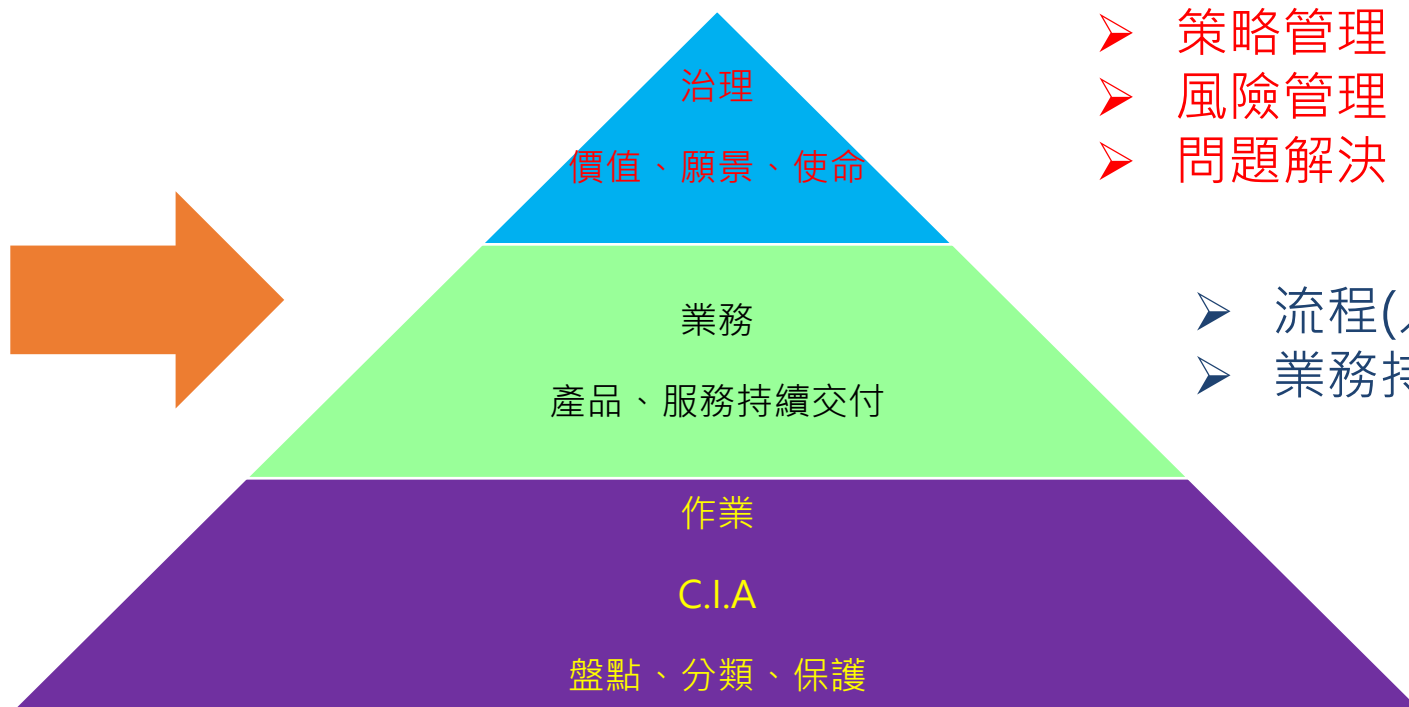 治理
價值、願景、使命
業務
產品、服務持續交付
作業
C.I.A
盤點、分類、保護
策略管理
風險管理
問題解決
流程(
業務持